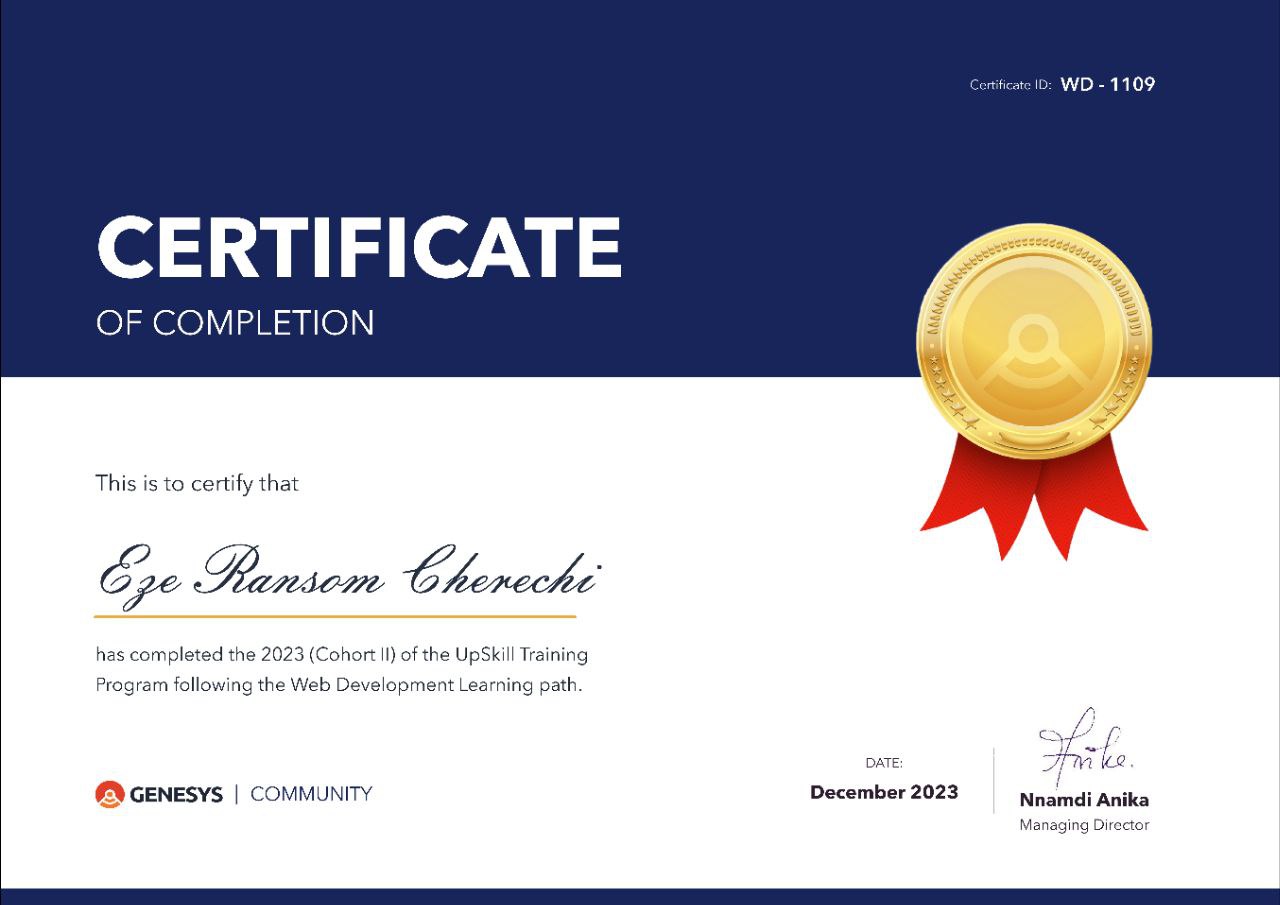 Certificate ID: WD - 1109
CERTIFICATE
OF COMPLETION
This is to certify that
Eze Ransom Cherechi
has completed the 2023 (Cohort II) of the UpSkill Training
Program following the Web Development Learning path.
GENESYS | COMMUNITY
DATE:
December 2023
Anika.
Nnamdi Anika
Managing Director